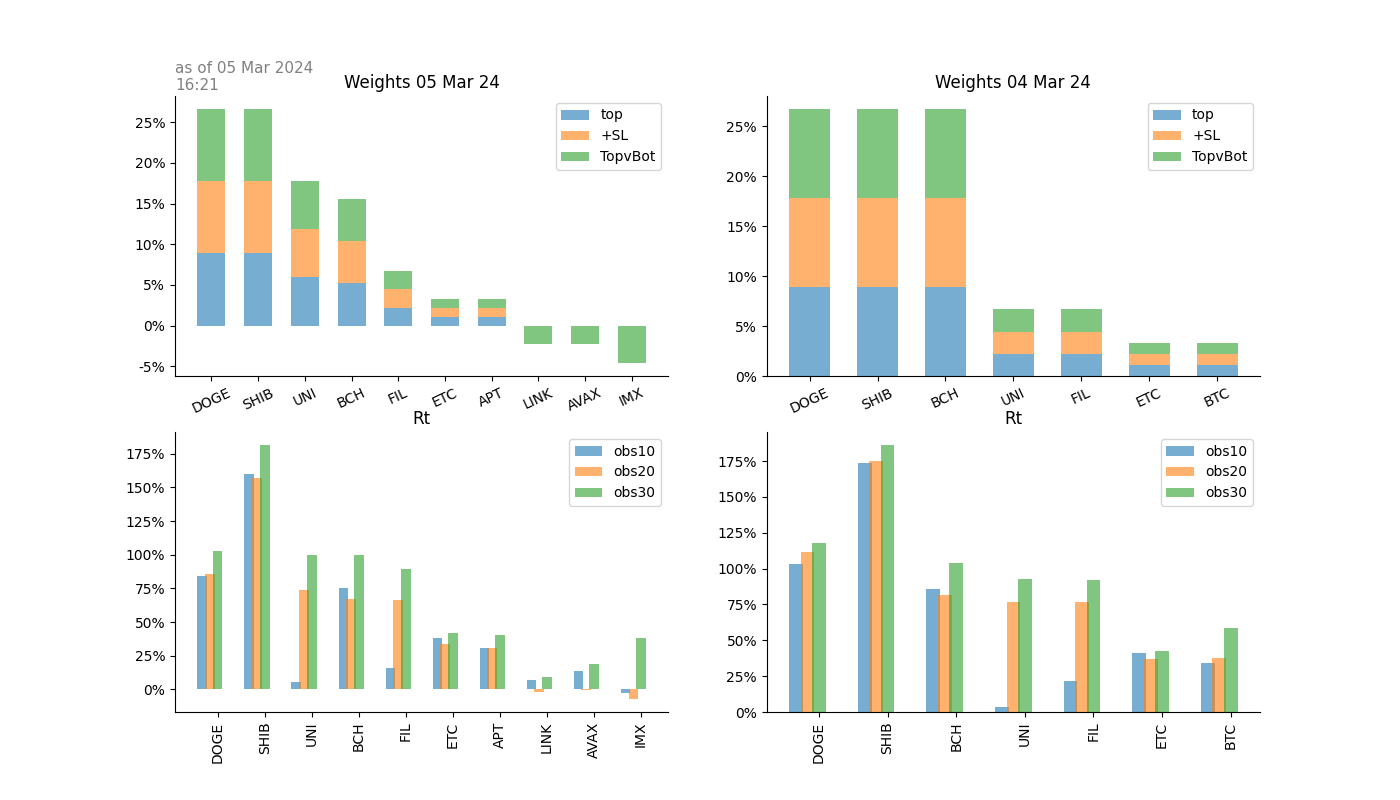 as of 05 Mar 2024
16:21
Weights 05 Mar 24
25%
20%
15%
10%
5%
0%
-5%
top
+SL
TopvBot
DOGE SHIB UNI BCH FIL ETC APT LINK AVAX IMX
Weights 04 Mar 24
25%
20%
15%
10%
5%
0%
top
+SL
TopvBot
DOGE SHIB BCH UNI FIL ETC BTC
Rt
175%
150%
125%
100%
75%
50%
25%
0%
obs10
obs20
obs30
DOGE SHIB UNI BCH FIL ETC APT LINK AVAX IMX
Rt
175%
150%
125%
100%
75%
50%
25%
0%
obs10
obs20
obs30
DOGE SHIB BCH UNI FIL ETC BTC